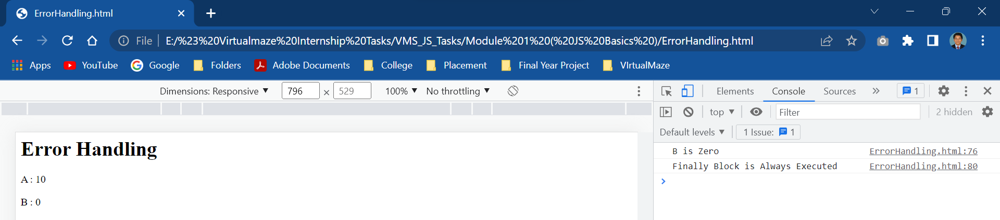 ErrorHandling.html
File E:/%23%20Virtualmaze%20Internship%20Tasks/VMS_JS_Tasks/Module%201%20(%20JS%20Basics%20)/ErrorHandling.html
Apps YouTube Google Folders Adobe Documents College Placement Final Year Project VIrtualMaze
Dimensions: Responsive ▼ 796 × 529 100% ▼ No throttling ▼
Error Handling
A : 10
B : 0
Elements Console Sources » 1
top ▼ Filter 2 hidden
Default levels ▼ 1 Issue: 1
B is Zero ErrorHandling.html:76
Finally Block is Always Executed ErrorHandling.html:80